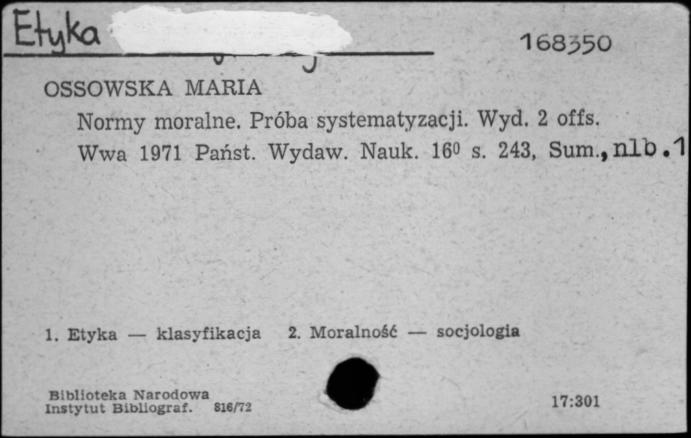 Etyka
168350
OSSOWSKA MARIA
Normy moralne. Próba systematyzacji. Wyd. 2 offs.
Wwa 1971 Państ. Wydaw. Nauk. 16⁰ s. 243, Sum., nlb.1
1. Etyka — klasyfikacja 2. Moralność — socjologia
Biblioteka Narodowa
Instytut Bibliograf. 816/72
17:301